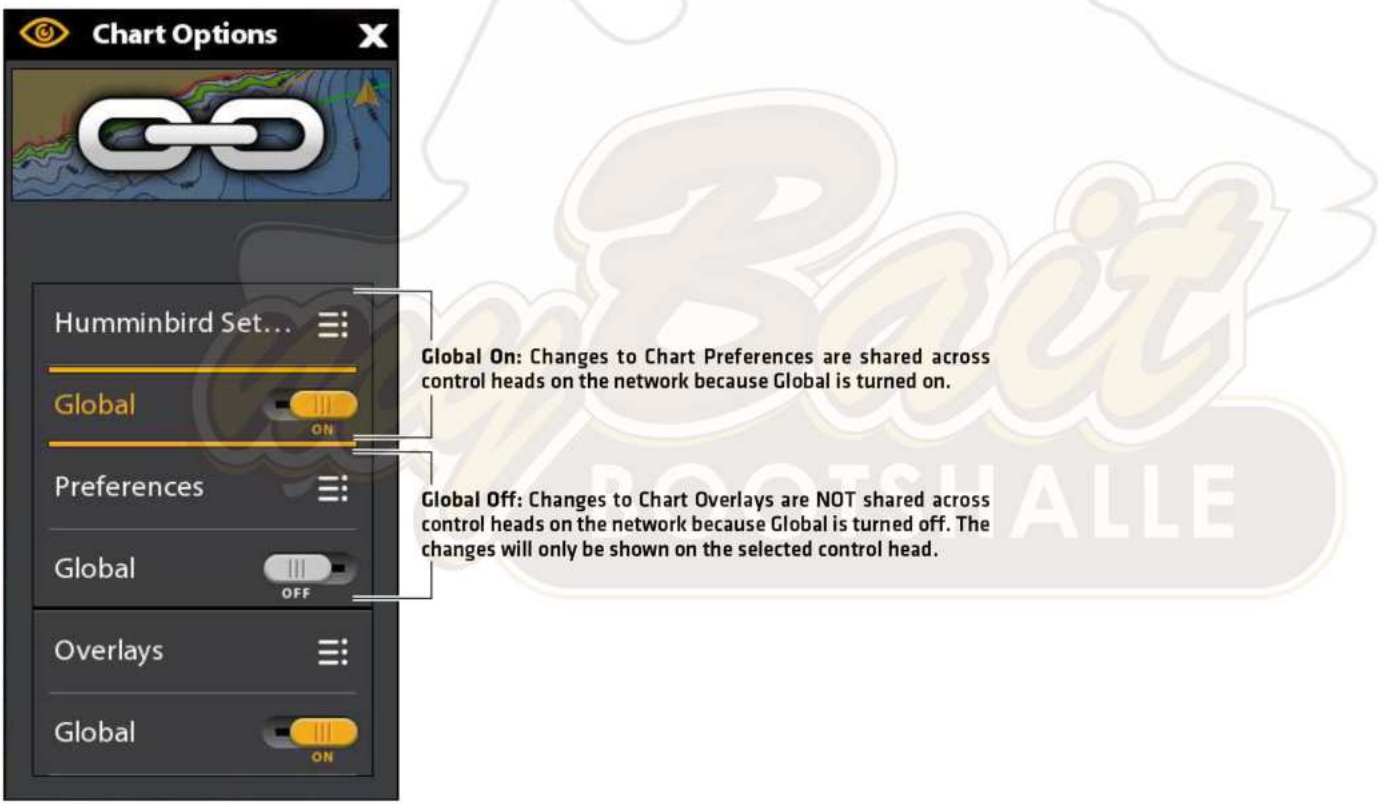 Chart Options X
Humminbird Set...
Global
ON
Preferences
Global
OFF
Overlays
Global
ON
Global On: Changes to Chart Preferences are shared across
control heads on the network because Global is turned on.
Global Off: Changes to Chart Overlays are NOT shared across
control heads on the network because Global is turned off. The
changes will only be shown on the selected control head.
myBait
BOOTSHALLE